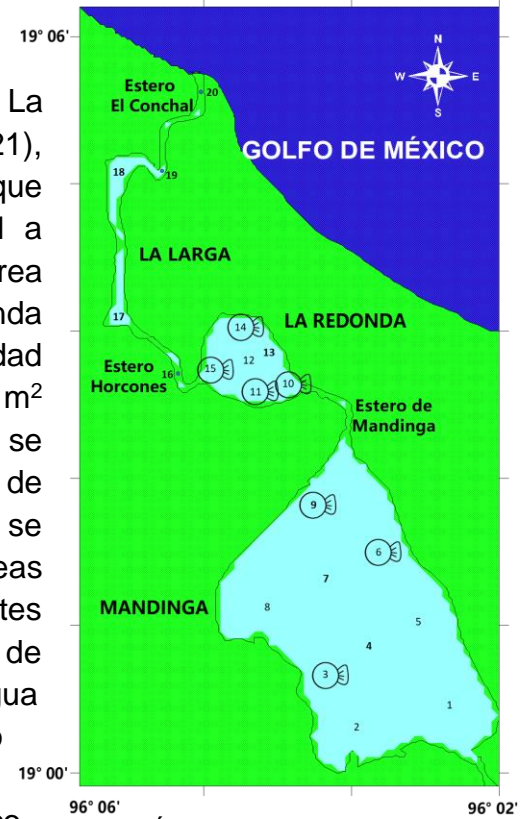 La
21),
que
l a
rea
nda
dad
m²
se
de
se
eas
tes
de
gua
19° 06'
N
W E
S
Estero
El Conchal
20
GOLFO DE MÉXICO
18
19
LA LARGA
17
LA REDONDA
14
12 13
15
16
Estero
Horcones
11
10
Estero de
Mandinga
9
6
7
MANDINGA
8
5
4
3
1
2
19° 00'
96° 06'
96° 02'